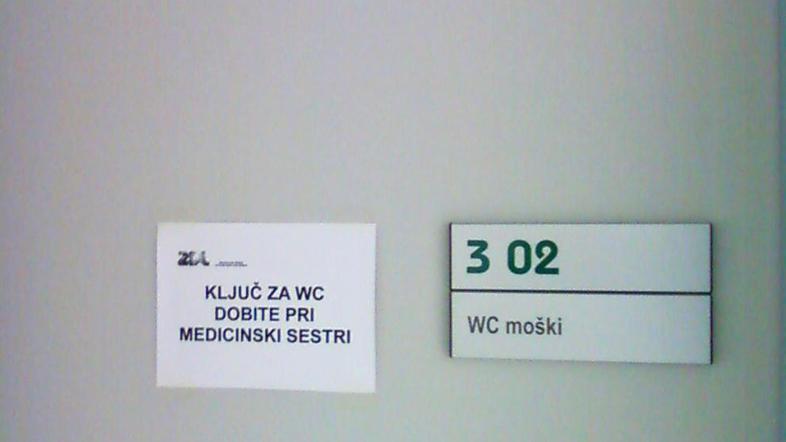 KLJUČ ZA WC
DOBITE PRI
MEDICINSKI SESTRI
3 02
WC moški